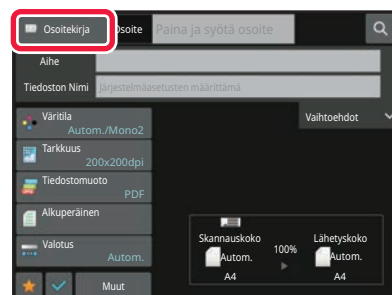 Osoitekirja
Osoite
Paina ja syötä osoite
Aihe
Tiedoston Nimi
Järjestelmäasetusten määrittämä
Väritila
Autom./Mono2
Vaihtoehdot
Tarkkuus
200x200dpi
Tiedostomuoto
PDF
Alkuperäinen
Valotus
Autom.
Skannauskoko
100%
Lähetyskoko
Autom.
Autom.
A4
A4
Muut